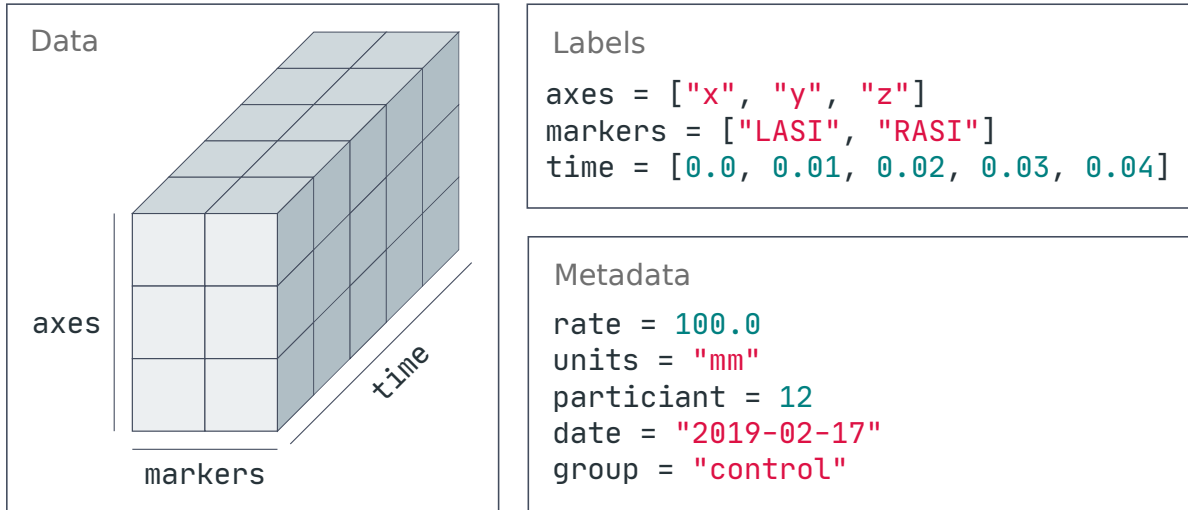 Data
axes
markers
time
Labels
axes = ["x", "y", "z"]
markers = ["LASI", "RASI"]
time = [0.0, 0.01, 0.02, 0.03, 0.04]
Metadata
rate = 100.0
units = "mm"
particiant = 12
date = "2019-02-17"
group = "control"